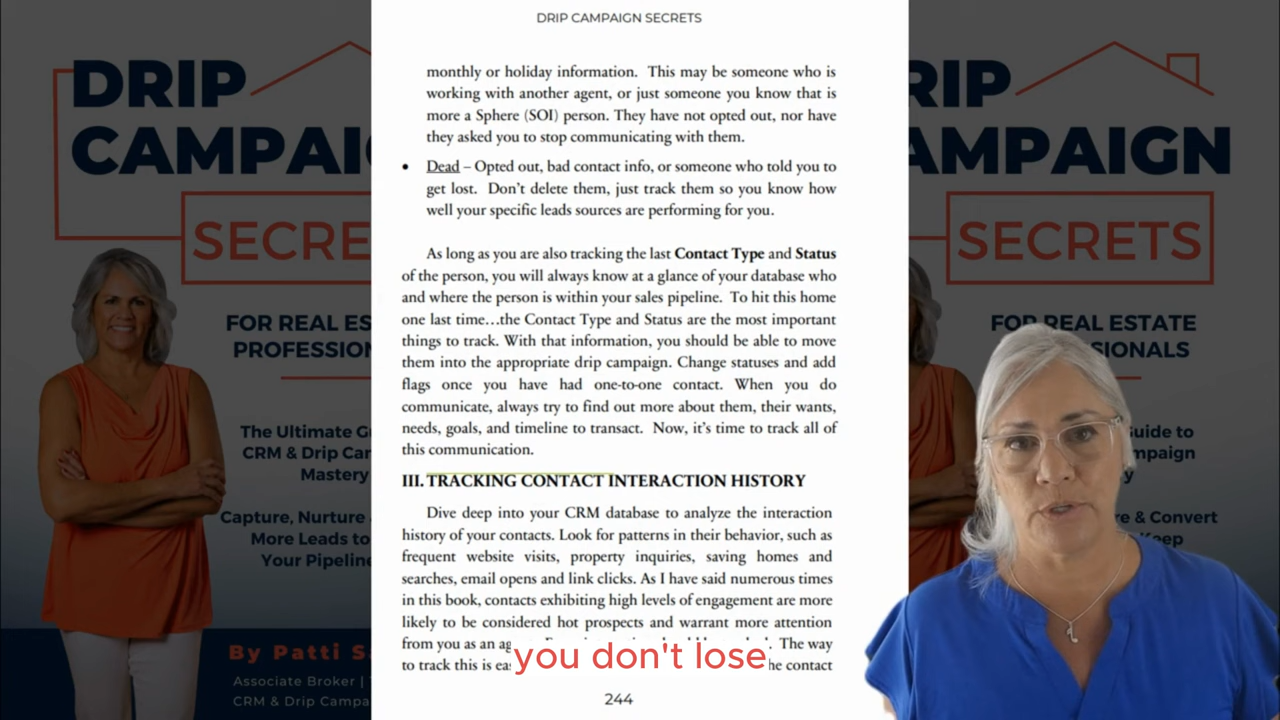 DRIP CAMPAIGN SECRETS
monthly or holiday information. This may be someone who is
working with another agent, or just someone you know that is
more a Sphere (SOI) person. They have not opted out, nor have
they asked you to stop communicating with them.
• Dead – Opted out, bad contact info, or someone who told you to
get lost. Don't delete them, just track them so you know how
well your specific leads sources are performing for you.
As long as you are also tracking the last Contact Type and Status
of the person, you will always know at a glance of your database who
and where the person is within your sales pipeline. To hit this home
one last time…the Contact Type and Status are the most important
things to track. With that information, you should be able to move
them into the appropriate drip campaign. Change statuses and add
flags once you have had one-to-one contact. When you do
communicate, always try to find out more about them, their wants,
needs, goals, and timeline to transact. Now, it's time to track all of
this communication.
III. TRACKING CONTACT INTERACTION HISTORY
Dive deep into your CRM database to analyze the interaction
history of your contacts. Look for patterns in their behavior, such as
frequent website visits, property inquiries, saving homes and
searches, email opens and link clicks. As I have said numerous times
in this book, contacts exhibiting high levels of engagement are more
likely to be considered hot prospects and warrant more attention
from you as an The way
to track this is he contact
244
you don't lose
DRIP
CAMPAIGN
SECRE
FOR REAL ES
PROFESSION
The Ultimate G
CRM & Drip Ca
Mastery
Capture, Nurture
More Leads to
Your Pipeline
By Patti S
Associate Broker |
CRM & Drip Campa
RIP
AMPAIGN
SECRETS
FOR REAL ESTATE
SSIONALS
uide to
mpaign
y
e & Convert
eep